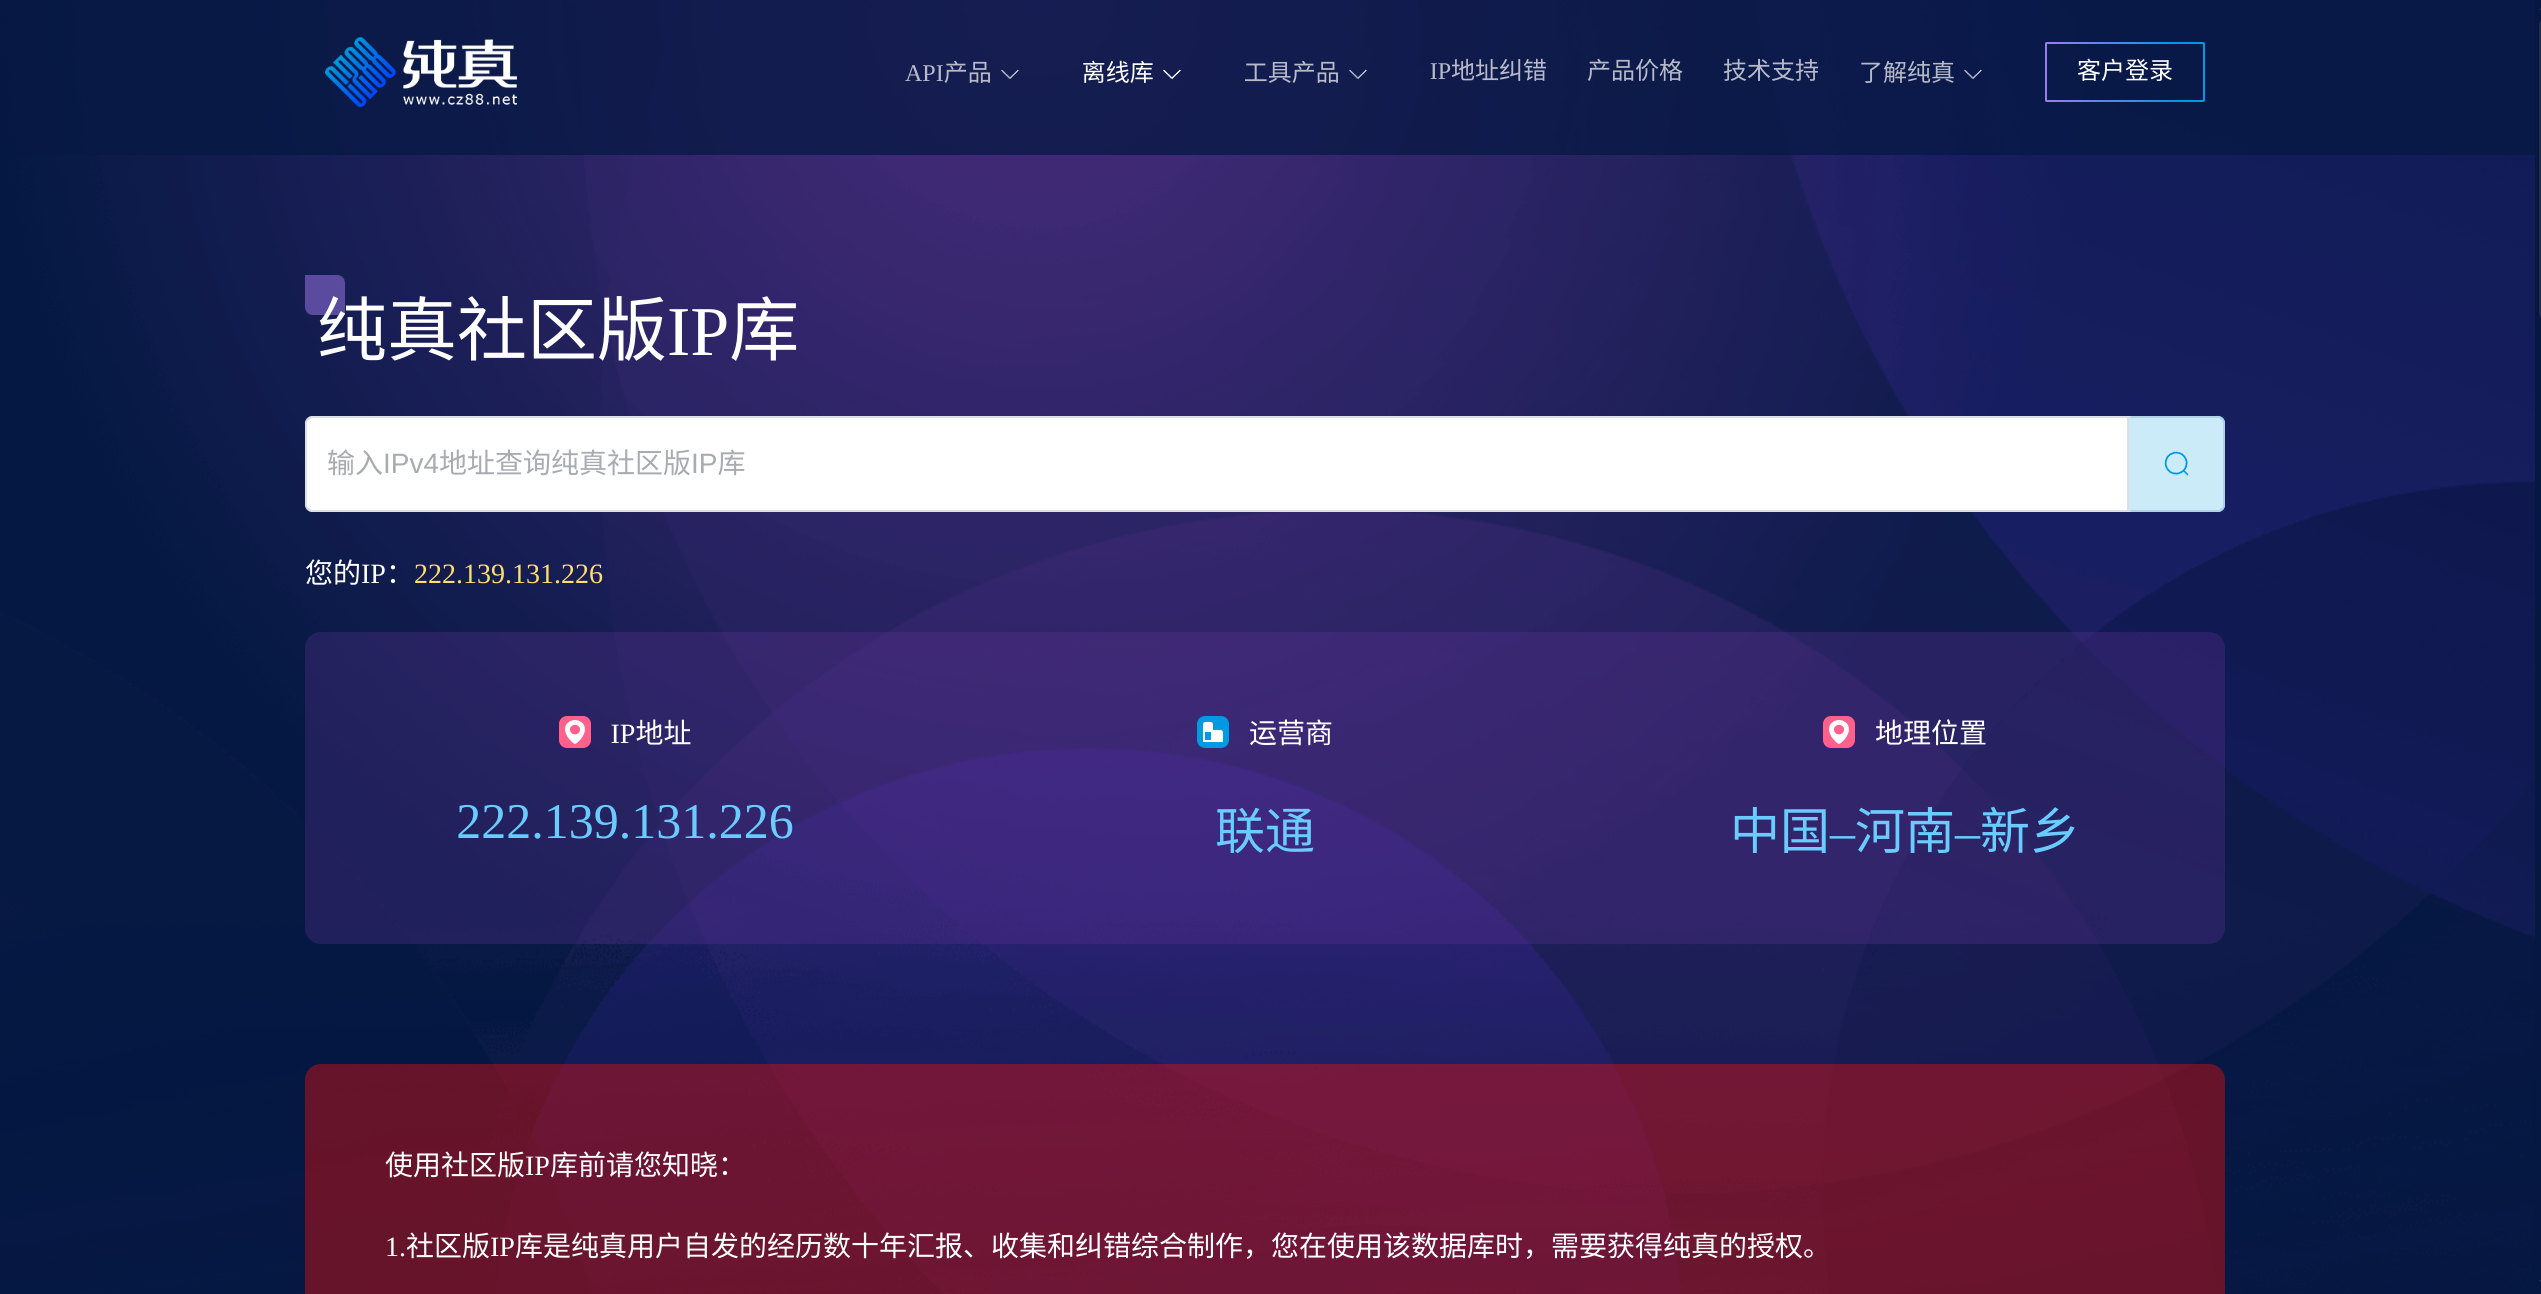 纯真
www.cz88.net
API产品 离线库 工具产品 IP地址纠错 产品价格 技术支持 了解纯真 客户登录
纯真社区版IP库
输入IPv4地址查询纯真社区版IP库
您的IP：222.139.131.226
IP地址 运营商 地理位置
222.139.131.226 联通 中国–河南–新乡
使用社区版IP库前请您知晓：
1.社区版IP库是纯真用户自发的经历数十年汇报、收集和纠错综合制作，您在使用该数据库时，需要获得纯真的授权。